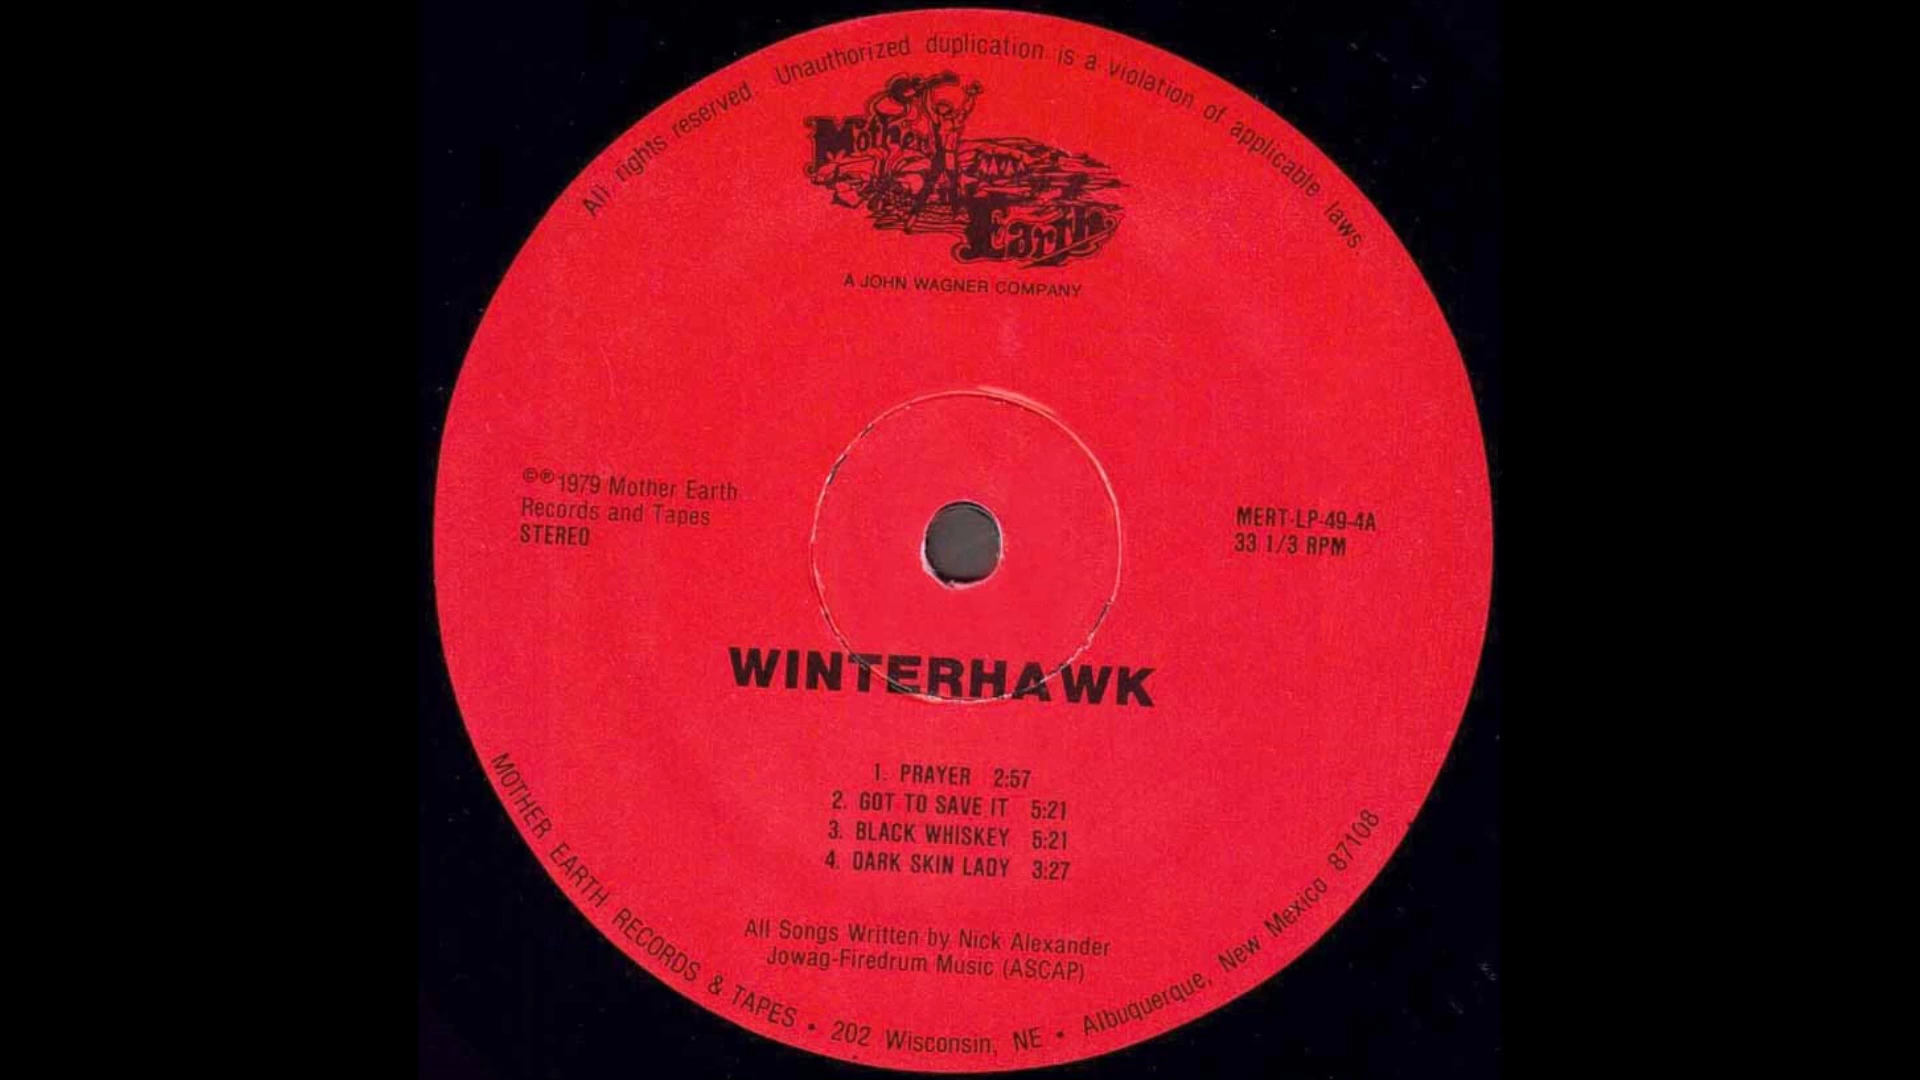 All rights reserved. Unauthorized duplication is a violation of applicable laws.
Mother
Earth
A JOHN WAGNER COMPANY
©℗1979 Mother Earth
Records and Tapes
STEREO
MERT-LP-49-4A
33 1/3 RPM
WINTERHAWK
1. PRAYER 2:57
2. GOT TO SAVE IT 5:21
3. BLACK WHISKEY 5:21
4. DARK SKIN LADY 3:27
All Songs Written by Nick Alexander
Jowag-Firedrum Music (ASCAP)
MOTHER EARTH RECORDS & TAPES • 202 Wisconsin, NE • Albuquerque, New Mexico 87108